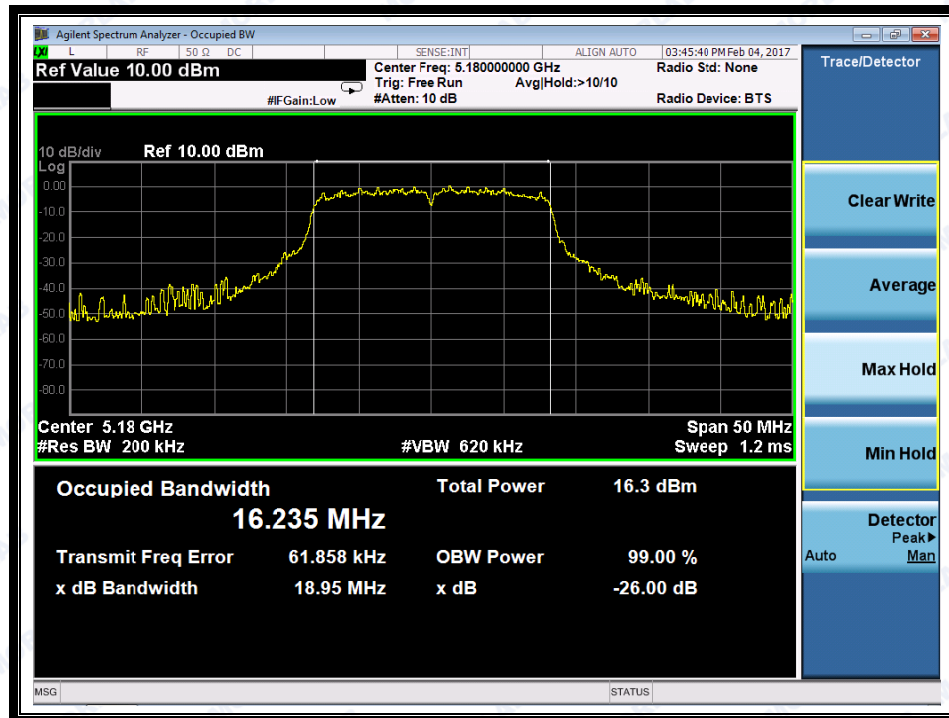 Agilent Spectrum Analyzer - Occupied BW
LXI L RF 50 Ω DC SENSE:INT ALIGN AUTO 03:45:40 PM Feb 04, 2017
Ref Value 10.00 dBm Center Freq: 5.180000000 GHz Radio Std: None
Trig: Free Run Avg|Hold:>10/10
#IFGain:Low #Atten: 10 dB Radio Device: BTS
10 dB/div Ref 10.00 dBm
Log
0.00
-10.0
-20.0
-30.0
-40.0
-50.0
-60.0
-70.0
-80.0
Center 5.18 GHz Span 50 MHz
#Res BW 200 kHz #VBW 620 kHz Sweep 1.2 ms
Occupied Bandwidth Total Power 16.3 dBm
16.235 MHz
Transmit Freq Error 61.858 kHz OBW Power 99.00 %
x dB Bandwidth 18.95 MHz x dB -26.00 dB
MSG STATUS
Trace/Detector
Clear Write
Average
Max Hold
Min Hold
Detector
Peak▶
Auto Man